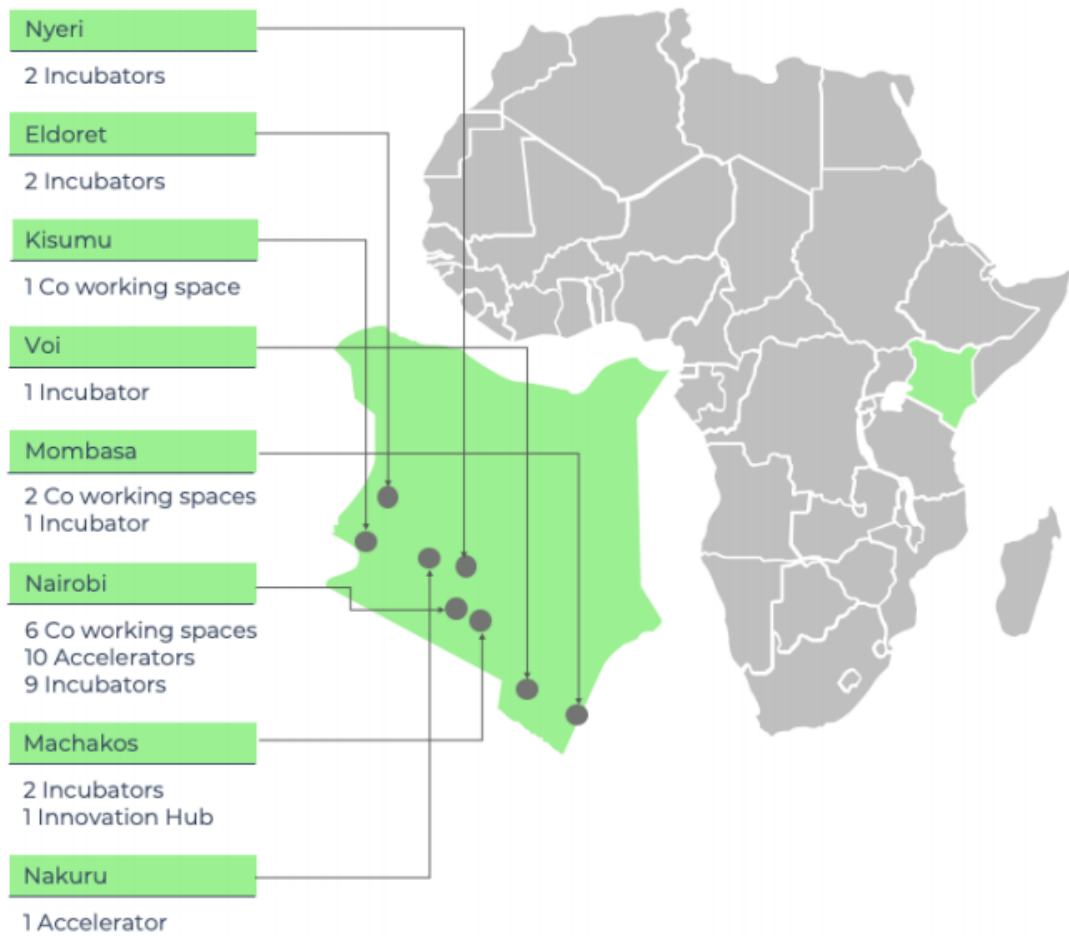 Nyeri
2 Incubators
Eldoret
2 Incubators
Kisumu
1 Co working space
Voi
1 Incubator
Mombasa
2 Co working spaces
1 Incubator
Nairobi
6 Co working spaces
10 Accelerators
9 Incubators
Machakos
2 Incubators
1 Innovation Hub
Nakuru
1 Accelerator